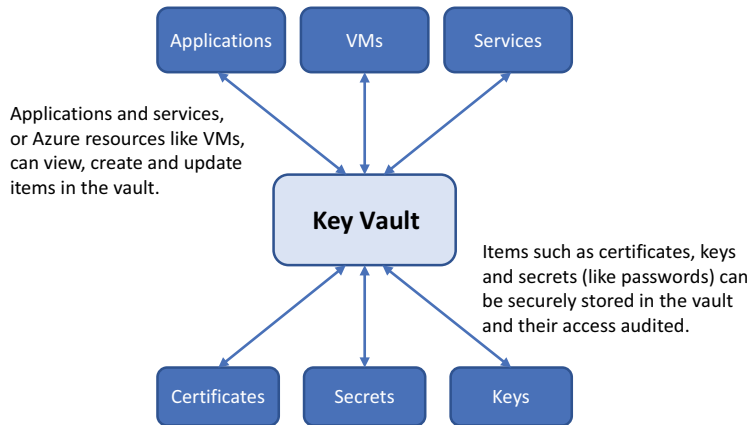 Applications
VMs
Services
Applications and services,
or Azure resources like VMs,
can view, create and update
items in the vault.
Key Vault
Items such as certificates, keys
and secrets (like passwords) can
be securely stored in the vault
and their access audited.
Certificates
Secrets
Keys